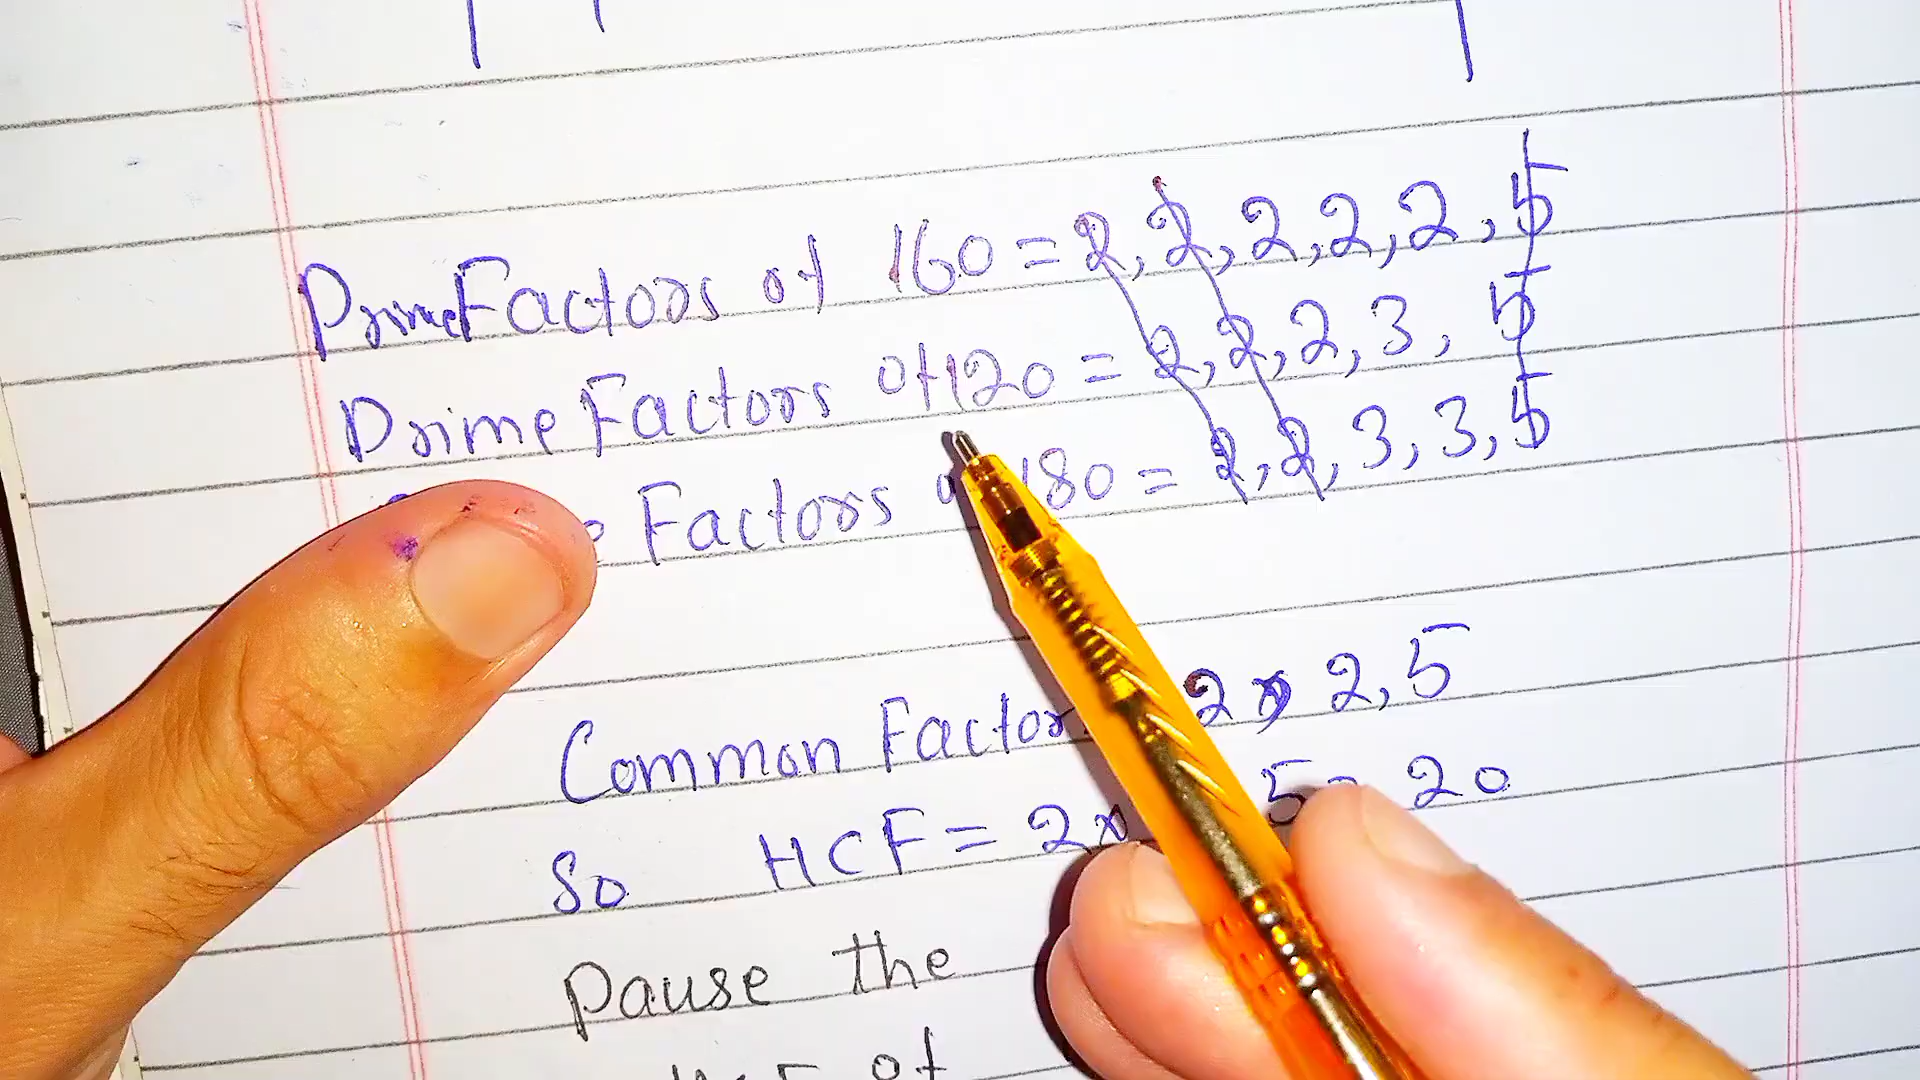 Prime Factors of 160 = 2, 2, 2, 2, 2, 5
Prime Factors of 120 = 2, 2, 2, 3, 5
Factors 180 = 2, 2, 3, 3, 5
Common Factor 2, 2, 5
So HCF = 2 × 5 = 20
Pause the
HCF of